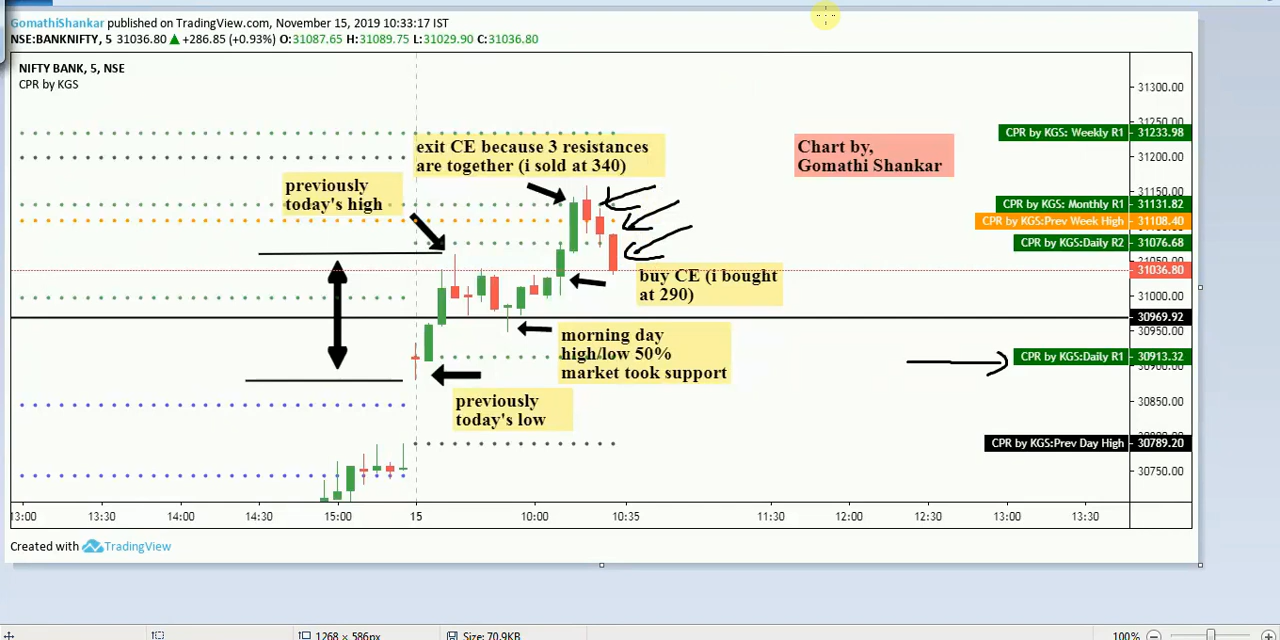 GomathiShankar published on TradingView.com, November 15, 2019 10:33:17 IST
NSE:BANKNIFTY, 5 31036.80 ▲ +286.85 (+0.93%) O:31087.65 H:31089.75 L:31029.90 C:31036.80
NIFTY BANK, 5, NSE
CPR by KGS
31300.00
31250.00
CPR by KGS: Weekly R1 31233.98
exit CE because 3 resistances
are together (i sold at 340)
Chart by,
Gomathi Shankar
31200.00
previously
today's high
31150.00
CPR by KGS: Monthly R1 31131.82
CPR by KGS:Prev Week High 31108.40
CPR by KGS:Daily R2 31076.68
31036.80
buy CE (i bought
at 290)
31000.00
30969.92
30950.00
morning day
high/low 50%
market took support
CPR by KGS:Daily R1 30913.32
30900.00
30850.00
previously
today's low
CPR by KGS:Prev Day High 30789.20
30750.00
13:00 13:30 14:00 14:30 15:00 15 10:00 10:35 11:30 12:00 12:30 13:00 13:30
Created with TradingView
1268 × 586px Size: 70.9KB 100%